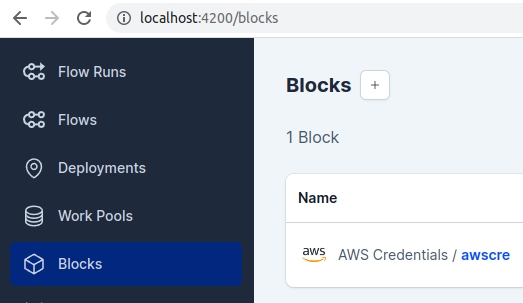 localhost:4200/blocks
Flow Runs
Flows
Deployments
Work Pools
Blocks
Blocks +
1 Block
Name
aws AWS Credentials / awscre